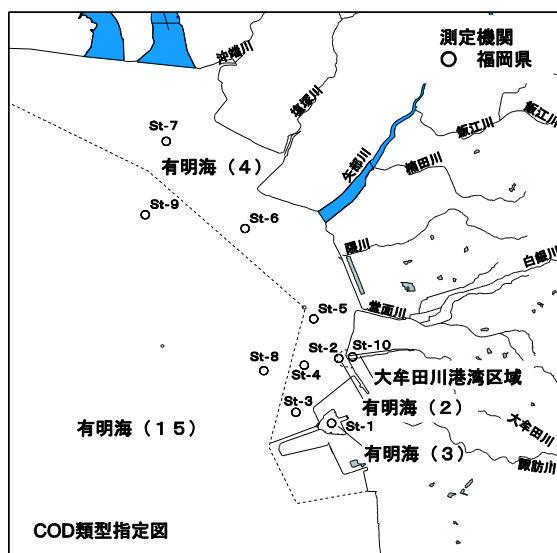 測定機関
○ 福岡県
沖端川
塩塚川
飯江川
飯江川
矢部川
楠田川
St-7
有明海(4)
St-9
St-6
隈川
白銀川
堂面川
St-5
St-2
St-10
St-8
St-4
大牟田川港湾区域
有明海(2)
St-3
St-1
大牟田川
有明海(15)
有明海(3)
諏訪川
COD類型指定図